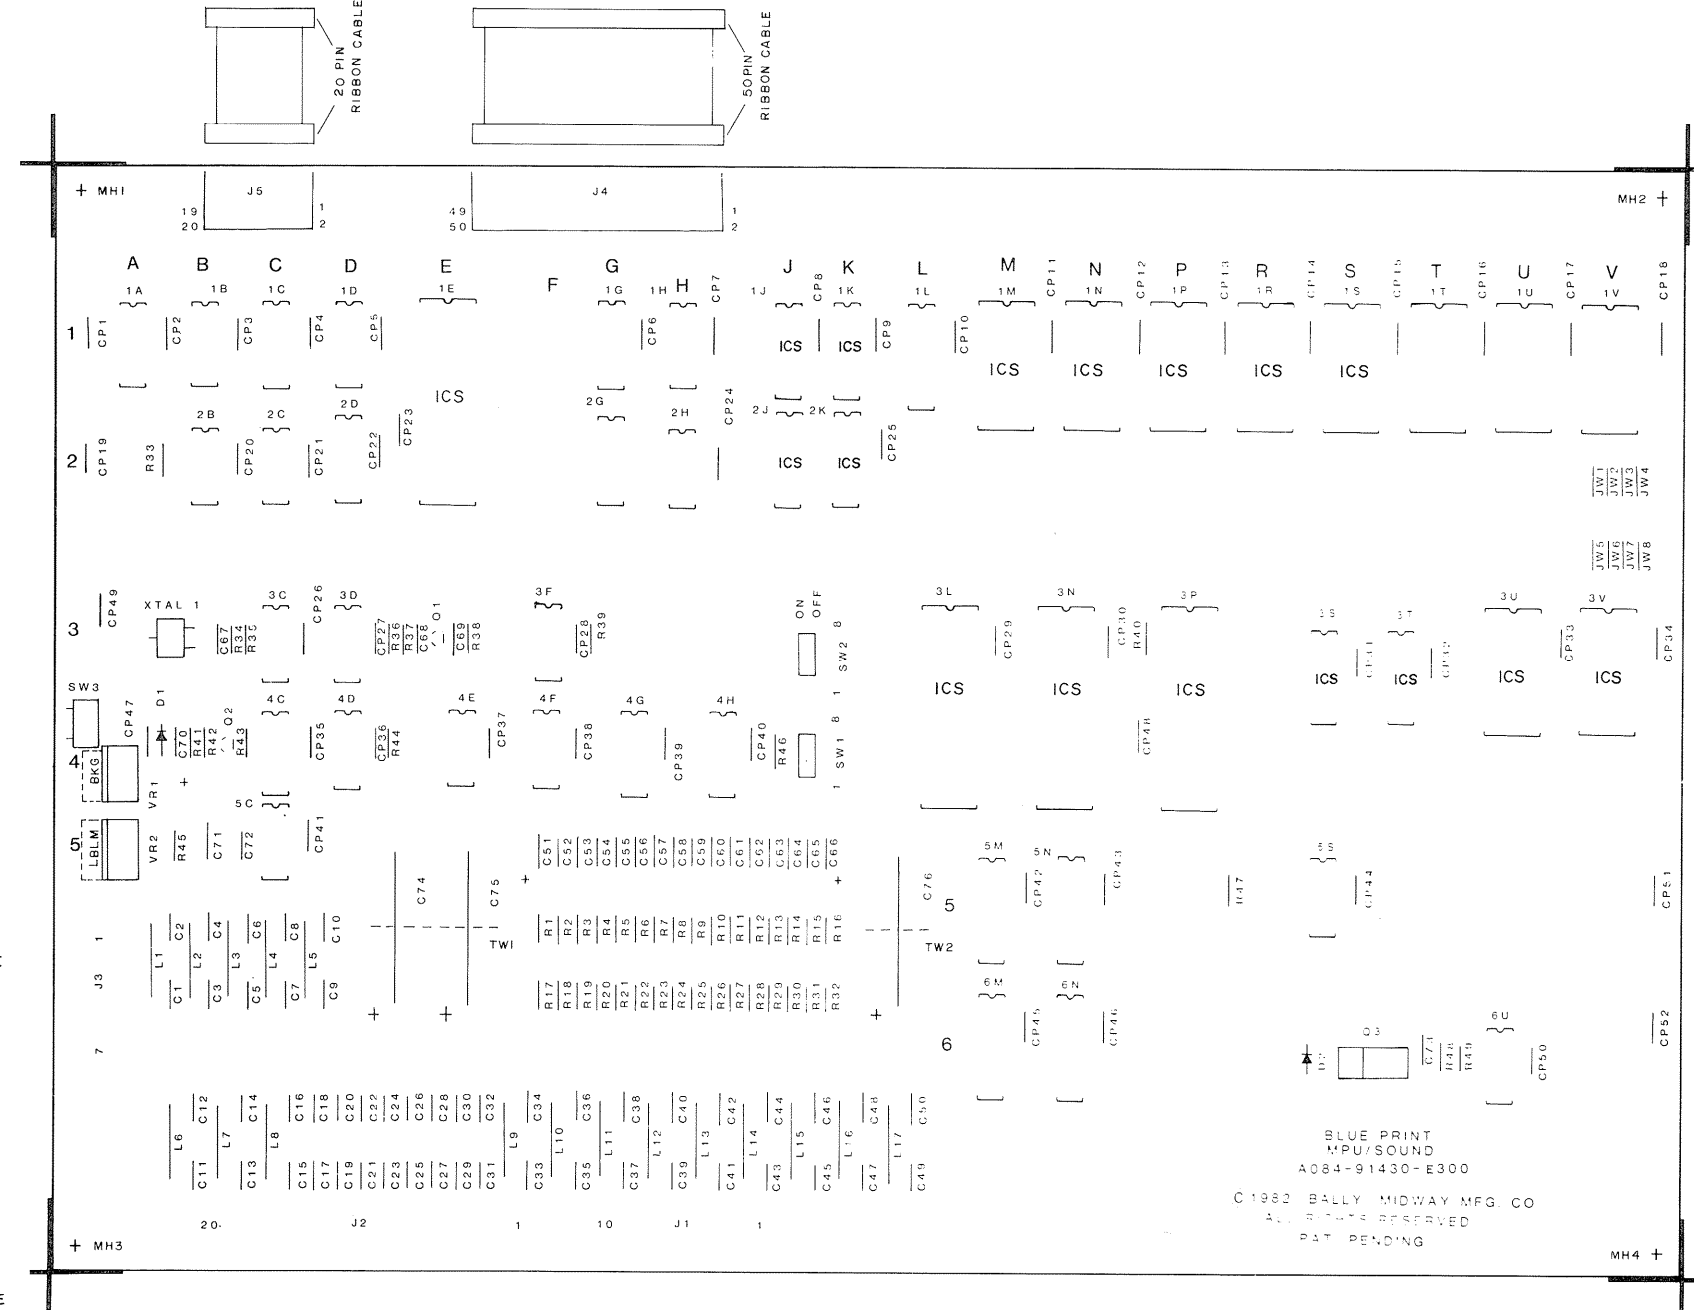 20 PIN
RIBBON CABLE
50PIN
RIBBON CABLE
MH1
J5
J4
MH2
19 1 49 1
20 2 50 2
A B C D E F G H J K L M N P R S T U V
1A 1B 1C 1D 1E 1G 1H 1J 1K 1L 1M 1N 1P 1R 1S 1T 1U 1V
CP7 CP8 CP11 CP12 CP13 CP14 CP15 CP16 CP17 CP18
1 CP1 CP2 CP3 CP4 CP5 CP6 ICS ICS CP9 CP10
ICS ICS ICS ICS ICS ICS
2B 2C 2D CP23 2G 2H CP24 2J 2K
2 CP19 R33 CP20 CP21 CP22 ICS ICS CP25
JW1 JW2 JW3 JW4
JW5 JW6 JW7 JW8
CP49 XTAL 1 3C CP26 3D 3F ON OFF 3L 3N 3P 3S 3T 3U 3V
3 C67 R34 R35 CP27 R36 R37 C68 Q1 C69 R38 CP28 R39 8 SW2 1 CP29 CP30 R40 CP31 CP32 CP33 CP34
ICS ICS ICS ICS ICS ICS ICS
SW3 CP47 D1 4C 4D 4E 4F 4G 4H
4 C70 R41 R42 Q2 R43 CP35 CP36 R44 CP37 CP38 CP39 CP40 R46 8 SW1 1 CP48
BKG VR1
5C
5 LBLM VR2 R45 C71 C72 CP41
C74 C75 C51 C52 C53 C54 C55 C56 C57 C58 C59 C60 C61 C62 C63 C64 C65 C66 C76
5M 5N 5S
5 CP42 CP43 R47 CP44 CP51
J3 1 7
L1 C2 L2 C4 L3 C6 L4 C8 L5 C10
C1 C3 C5 C7 C9
TW1 R1 R2 R3 R4 R5 R6 R7 R8 R9 R10 R11 R12 R13 R14 R15 R16 TW2
R17 R18 R19 R20 R21 R22 R23 R24 R25 R26 R27 R28 R29 R30 R31 R32
6M 6N 6U
6 CP45 CP46 D2 Q3 C73 R48 R49 CP50 CP52
C12 C14 C16 C18 C20 C22 C24 C26 C28 C30 C32 C34 C36 C38 C40 C42 C44 C46 C48 C50
L6 L7 L8 L9 L10 L11 L12 L13 L14 L15 L16 L17
C11 C13 C15 C17 C19 C21 C23 C25 C27 C29 C31 C33 C35 C37 C39 C41 C43 C45 C47 C49
20 J2 1 10 J1 1
BLUE PRINT
MPU/SOUND
A084-91430-E300
C 1982 BALLY MIDWAY MFG. CO
ALL RIGHTS RESERVED
PAT. PENDING
MH3
MH4
E